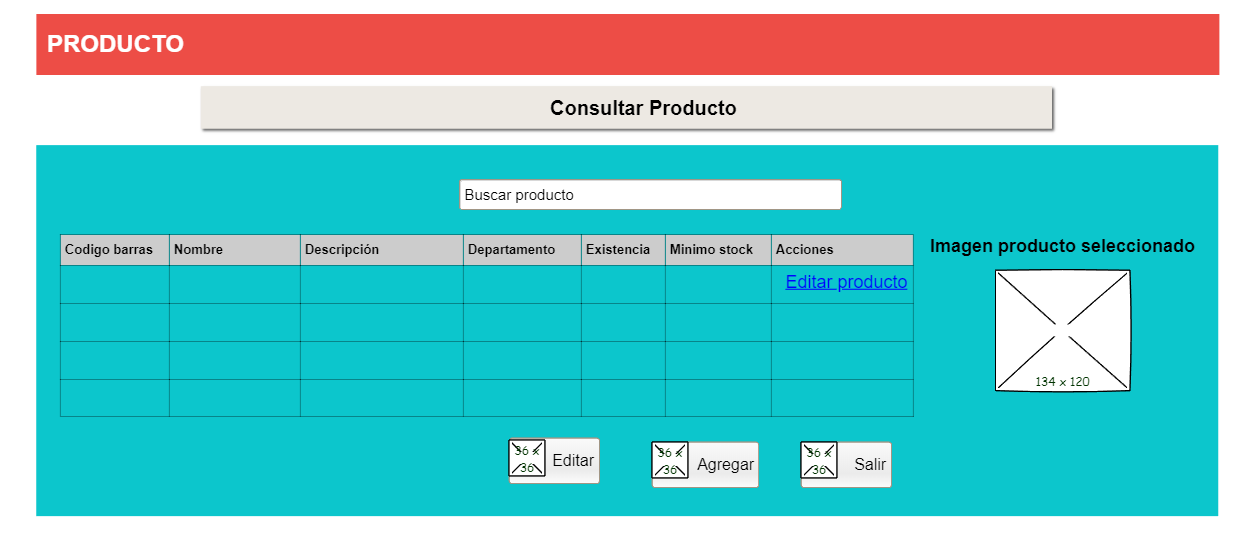 PRODUCTO
Consultar Producto
Buscar producto
Codigo barras Nombre Descripción Departamento Existencia Minimo stock Acciones
Imagen producto seleccionado
Editar producto
134 x 120
36 x 36 Editar
36 x 36 Agregar
36 x 36 Salir